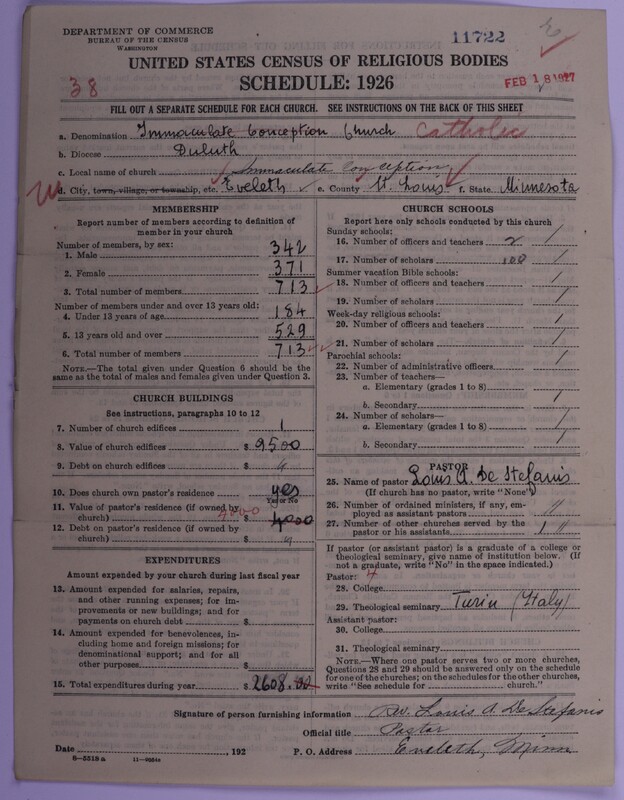 DEPARTMENT OF COMMERCE
BUREAU OF THE CENSUS
WASHINGTON
11722
UNITED STATES CENSUS OF RELIGIOUS BODIES
SCHEDULE: 1926
38
FEB 18 1927
FILL OUT A SEPARATE SCHEDULE FOR EACH CHURCH. SEE INSTRUCTIONS ON THE BACK OF THIS SHEET
a. Denomination Immaculate Conception Church Catholic
b. Diocese Duluth
c. Local name of church Immaculate Conception
d. City, town, village, or township, etc. Eveleth e. County St. Louis f. State Minnesota
MEMBERSHIP
Report number of members according to definition of
member in your church
Number of members, by sex:
1. Male 342
2. Female 371
3. Total number of members 713
Number of members under and over 13 years old:
4. Under 13 years of age 184
5. 13 years old and over 529
6. Total number of members 713
NOTE.—The total given under Question 6 should be the
same as the total of males and females given under Question 3.
CHURCH BUILDINGS
See instructions, paragraphs 10 to 12
7. Number of church edifices 1
8. Value of church edifices $ 9500
9. Debt on church edifices $
10. Does church own pastor's residence yes
Yes or No
11. Value of pastor's residence (if owned by
church) 4000 $ 4000
12. Debt on pastor's residence (if owned by
church) $
EXPENDITURES
Amount expended by your church during last fiscal year
13. Amount expended for salaries, repairs,
and other running expenses; for im-
provements or new buildings; and for
payments on church debt $
14. Amount expended for benevolences, in-
cluding home and foreign missions; for
denominational support; and for all
other purposes $
15. Total expenditures during year $ 2608.00
CHURCH SCHOOLS
Report here only schools conducted by this church
Sunday schools:
16. Number of officers and teachers 2
17. Number of scholars 100
Summer vacation Bible schools:
18. Number of officers and teachers
19. Number of scholars
Week-day religious schools:
20. Number of officers and teachers
21. Number of scholars
Parochial schools:
22. Number of administrative officers
23. Number of teachers—
a. Elementary (grades 1 to 8)
b. Secondary
24. Number of scholars—
a. Elementary (grades 1 to 8)
b. Secondary
PASTOR
25. Name of pastor Louis A. De Stefanis
(If church has no pastor, write "None")
26. Number of ordained ministers, if any, em-
ployed as assistant pastors
27. Number of other churches served by the
pastor or his assistants 1
If pastor (or assistant pastor) is a graduate of a college or
theological seminary, give name of institution below. (If
not a graduate, write "No" in the space indicated.)
Pastor: 4
28. College
29. Theological seminary Turin (Italy)
Assistant pastor:
30. College
31. Theological seminary
NOTE.—Where one pastor serves two or more churches,
Questions 28 and 29 should be answered only on the schedule
for one of the churches; on the schedules for the other churches,
write "See schedule for church."
Signature of person furnishing information Rev. Louis A De Stefanis
Official title Pastor
Date , 192 P. O. Address Eveleth, Minn
8—5518 a